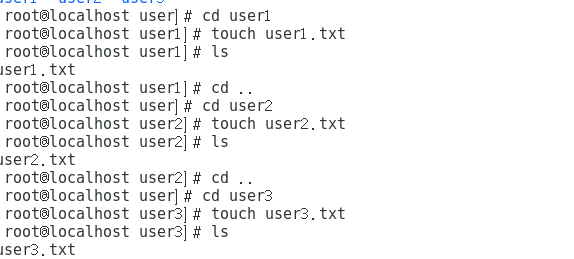 user1 user2 user3
root@localhost user]# cd user1
root@localhost user1]# touch user1.txt
root@localhost user1]# ls
user1.txt
root@localhost user1]# cd ..
root@localhost user]# cd user2
root@localhost user2]# touch user2.txt
root@localhost user2]# ls
user2.txt
root@localhost user2]# cd ..
root@localhost user]# cd user3
root@localhost user3]# touch user3.txt
root@localhost user3]# ls
user3.txt